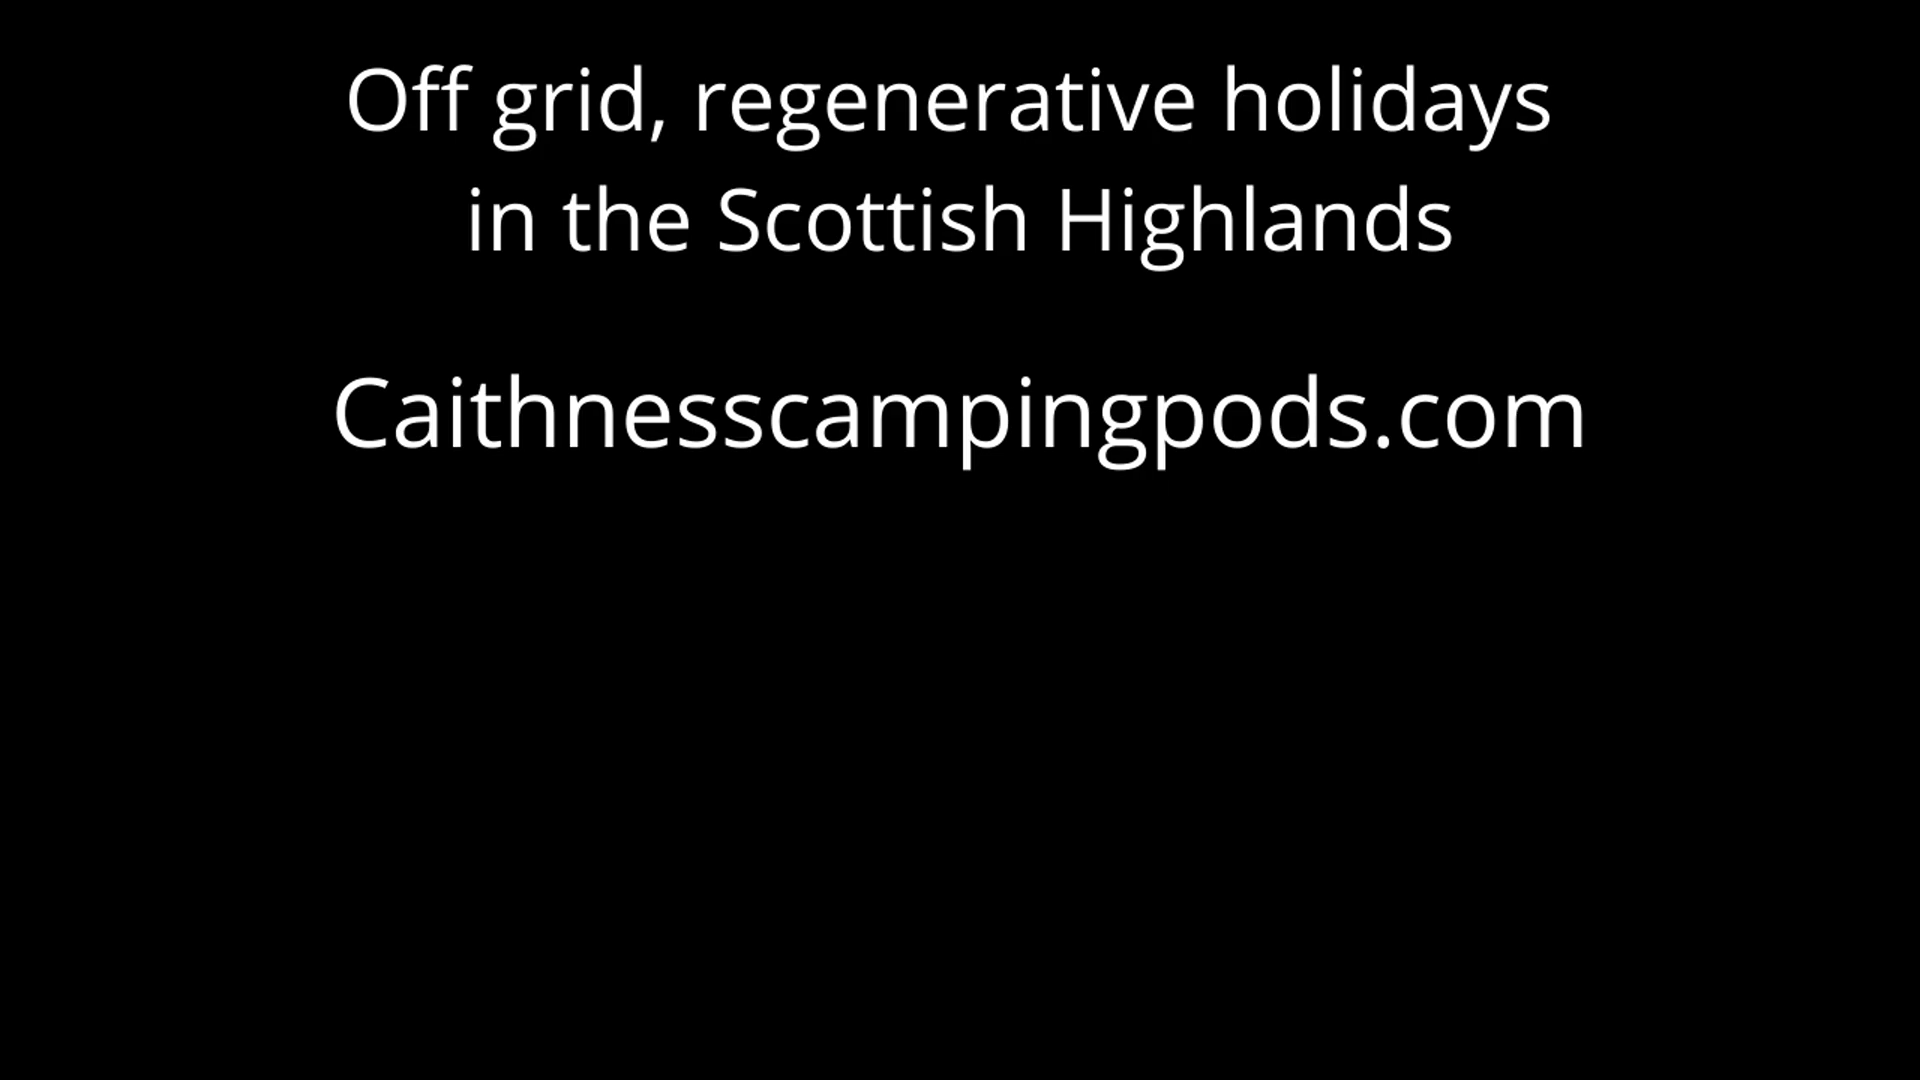 Off grid, regenerative holidays
in the Scottish Highlands
Caithnesscampingpods.com